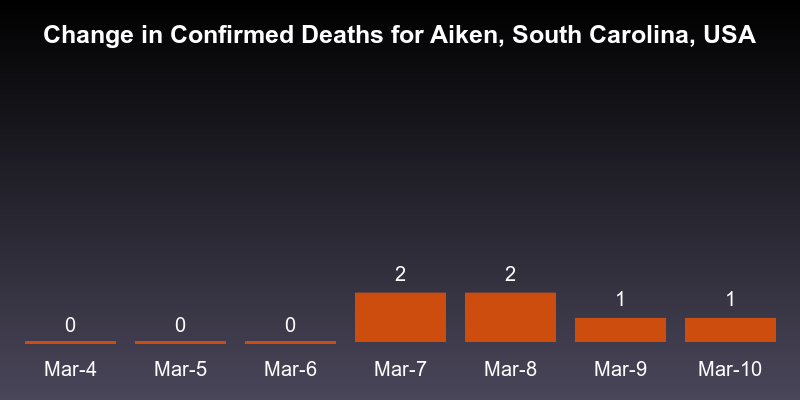 Change in Confirmed Deaths for Aiken, South Carolina, USA
0 0 0 2 2 1 1
Mar-4 Mar-5 Mar-6 Mar-7 Mar-8 Mar-9 Mar-10